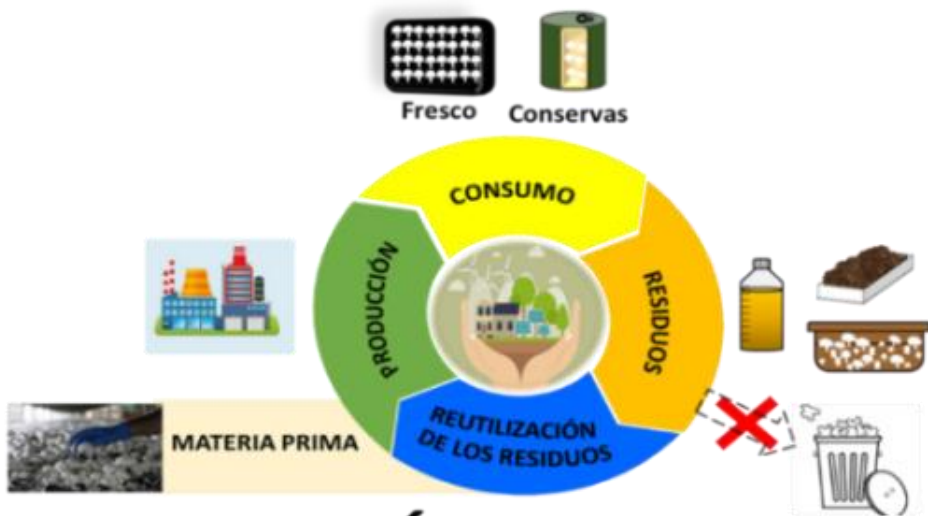 Fresco
Conservas
CONSUMO
PRODUCCIÓN
RESIDUOS
MATERIA PRIMA
REUTILIZACIÓN
DE LOS RESIDUOS